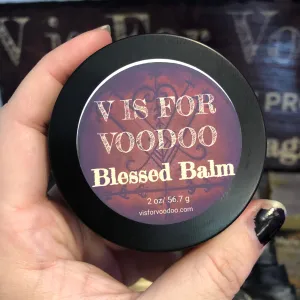 V IS FOR
VOODOO
Blessed Balm
2 oz/ 56.7 g
visforvoodoo.com